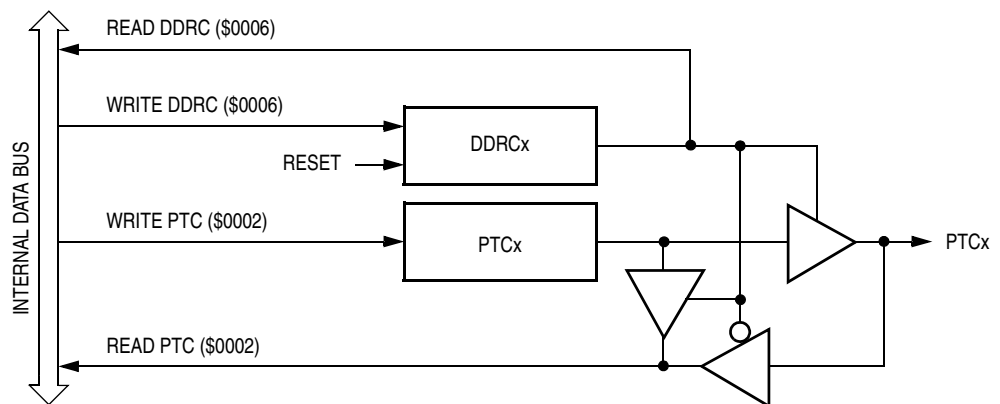 READ DDRC ($0006)
WRITE DDRC ($0006)
DDRCx
RESET
INTERNAL DATA BUS
WRITE PTC ($0002)
PTCx
PTCx
READ PTC ($0002)